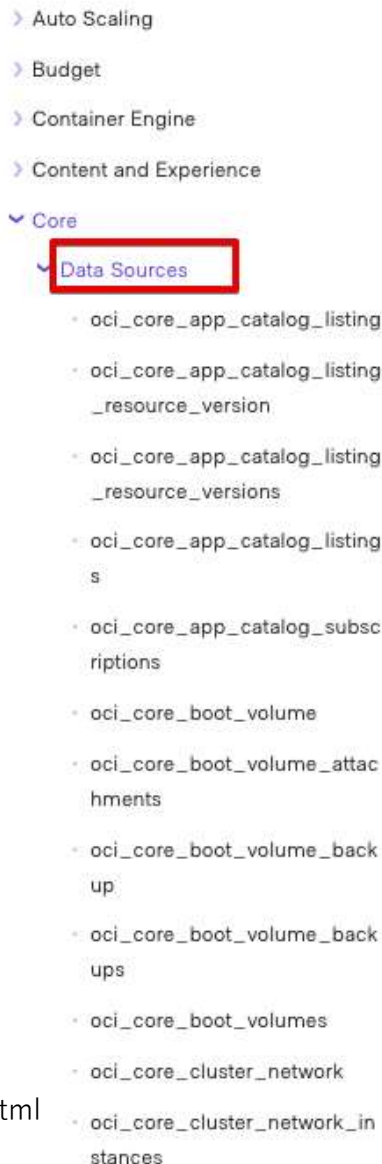 Auto Scaling
Budget
Container Engine
Content and Experience
Core
Data Sources
oci_core_app_catalog_listing
oci_core_app_catalog_listing
_resource_version
oci_core_app_catalog_listing
_resource_versions
oci_core_app_catalog_listing
s
oci_core_app_catalog_subsc
riptions
oci_core_boot_volume
oci_core_boot_volume_attac
hments
oci_core_boot_volume_back
up
oci_core_boot_volume_back
ups
oci_core_boot_volumes
oci_core_cluster_network
tml
oci_core_cluster_network_in
stances